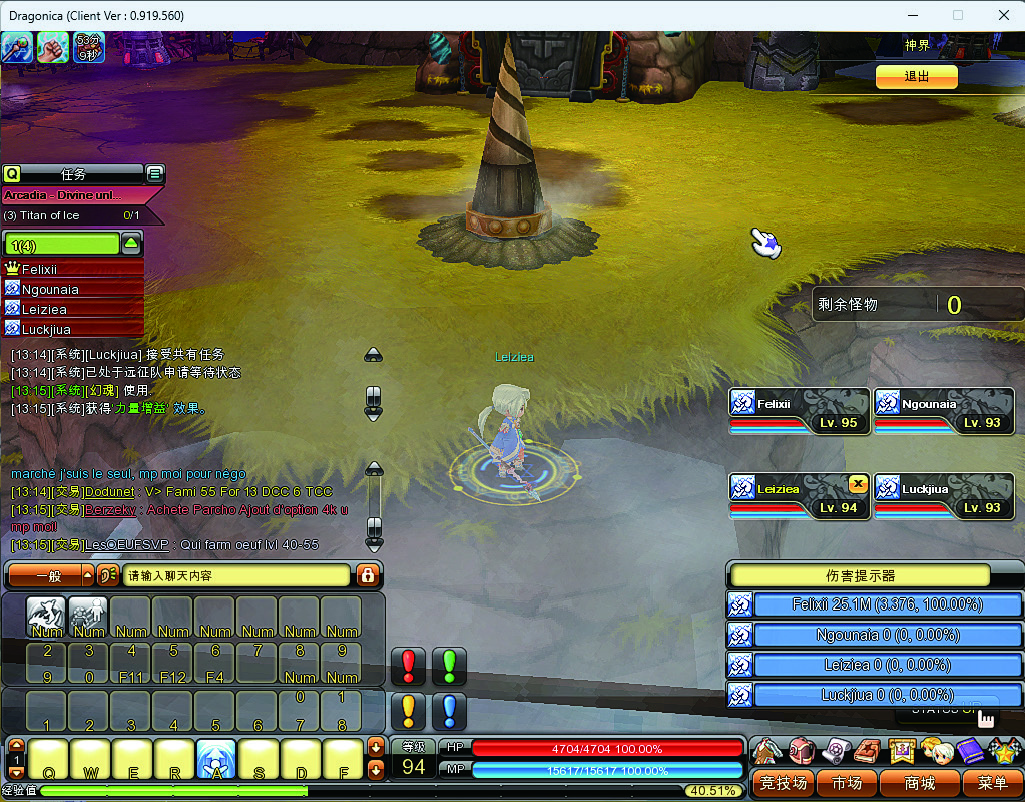 Dragonica (Client Ver : 0.919.560)
53分
9秒
神界
退出
Q 任务
Arcadia - Divine unl...
(3) Titan of Ice 0/1
1(4)
Felixii
Ngounaia
Leiziea
Luckjiua
剩余怪物 0
[13:14][系统][Luckjiua] 接受共有任务
[13:14][系统]已处于远征队申请等待状态
[13:15][系统][幻魂] 使用.
[13:15][系统]获得'力量增益' 效果。
Leiziea
Felixii
Lv. 95
Ngounaia
Lv. 93
Leiziea
Lv. 94
Luckjiua
Lv. 93
marché j'suis le seul, mp moi pour négo
[13:14][交易]Dodunet : V> Fami 55 For 13 DCC 6 TCC
[13:15][交易]Berzeky : Achete Parcho Ajout d'option 4k u
mp moi!
[13:15][交易]LesOEUFSVP : Qui farm oeuf lvl 40-55
一般 请输入聊天内容
伤害提示器
Felixii 25.1M (3.376, 100.00%)
Ngounaia 0 (0, 0.00%)
Leiziea 0 (0, 0.00%)
Luckjiua 0 (0, 0.00%)
STATUS UP
Num Num Num Num Num Num Num Num
2 3 4 5 6 7 8 9
9 0 F11 F12 F4 Num Num
0 1
1 2 3 4 5 6 7 8
1 Q W E R A S D F
等级
94
HP 4704/4704 100.00%
MP 15617/15617 100.00%
竞技场 市场 商城 菜单
经验值 40.51%